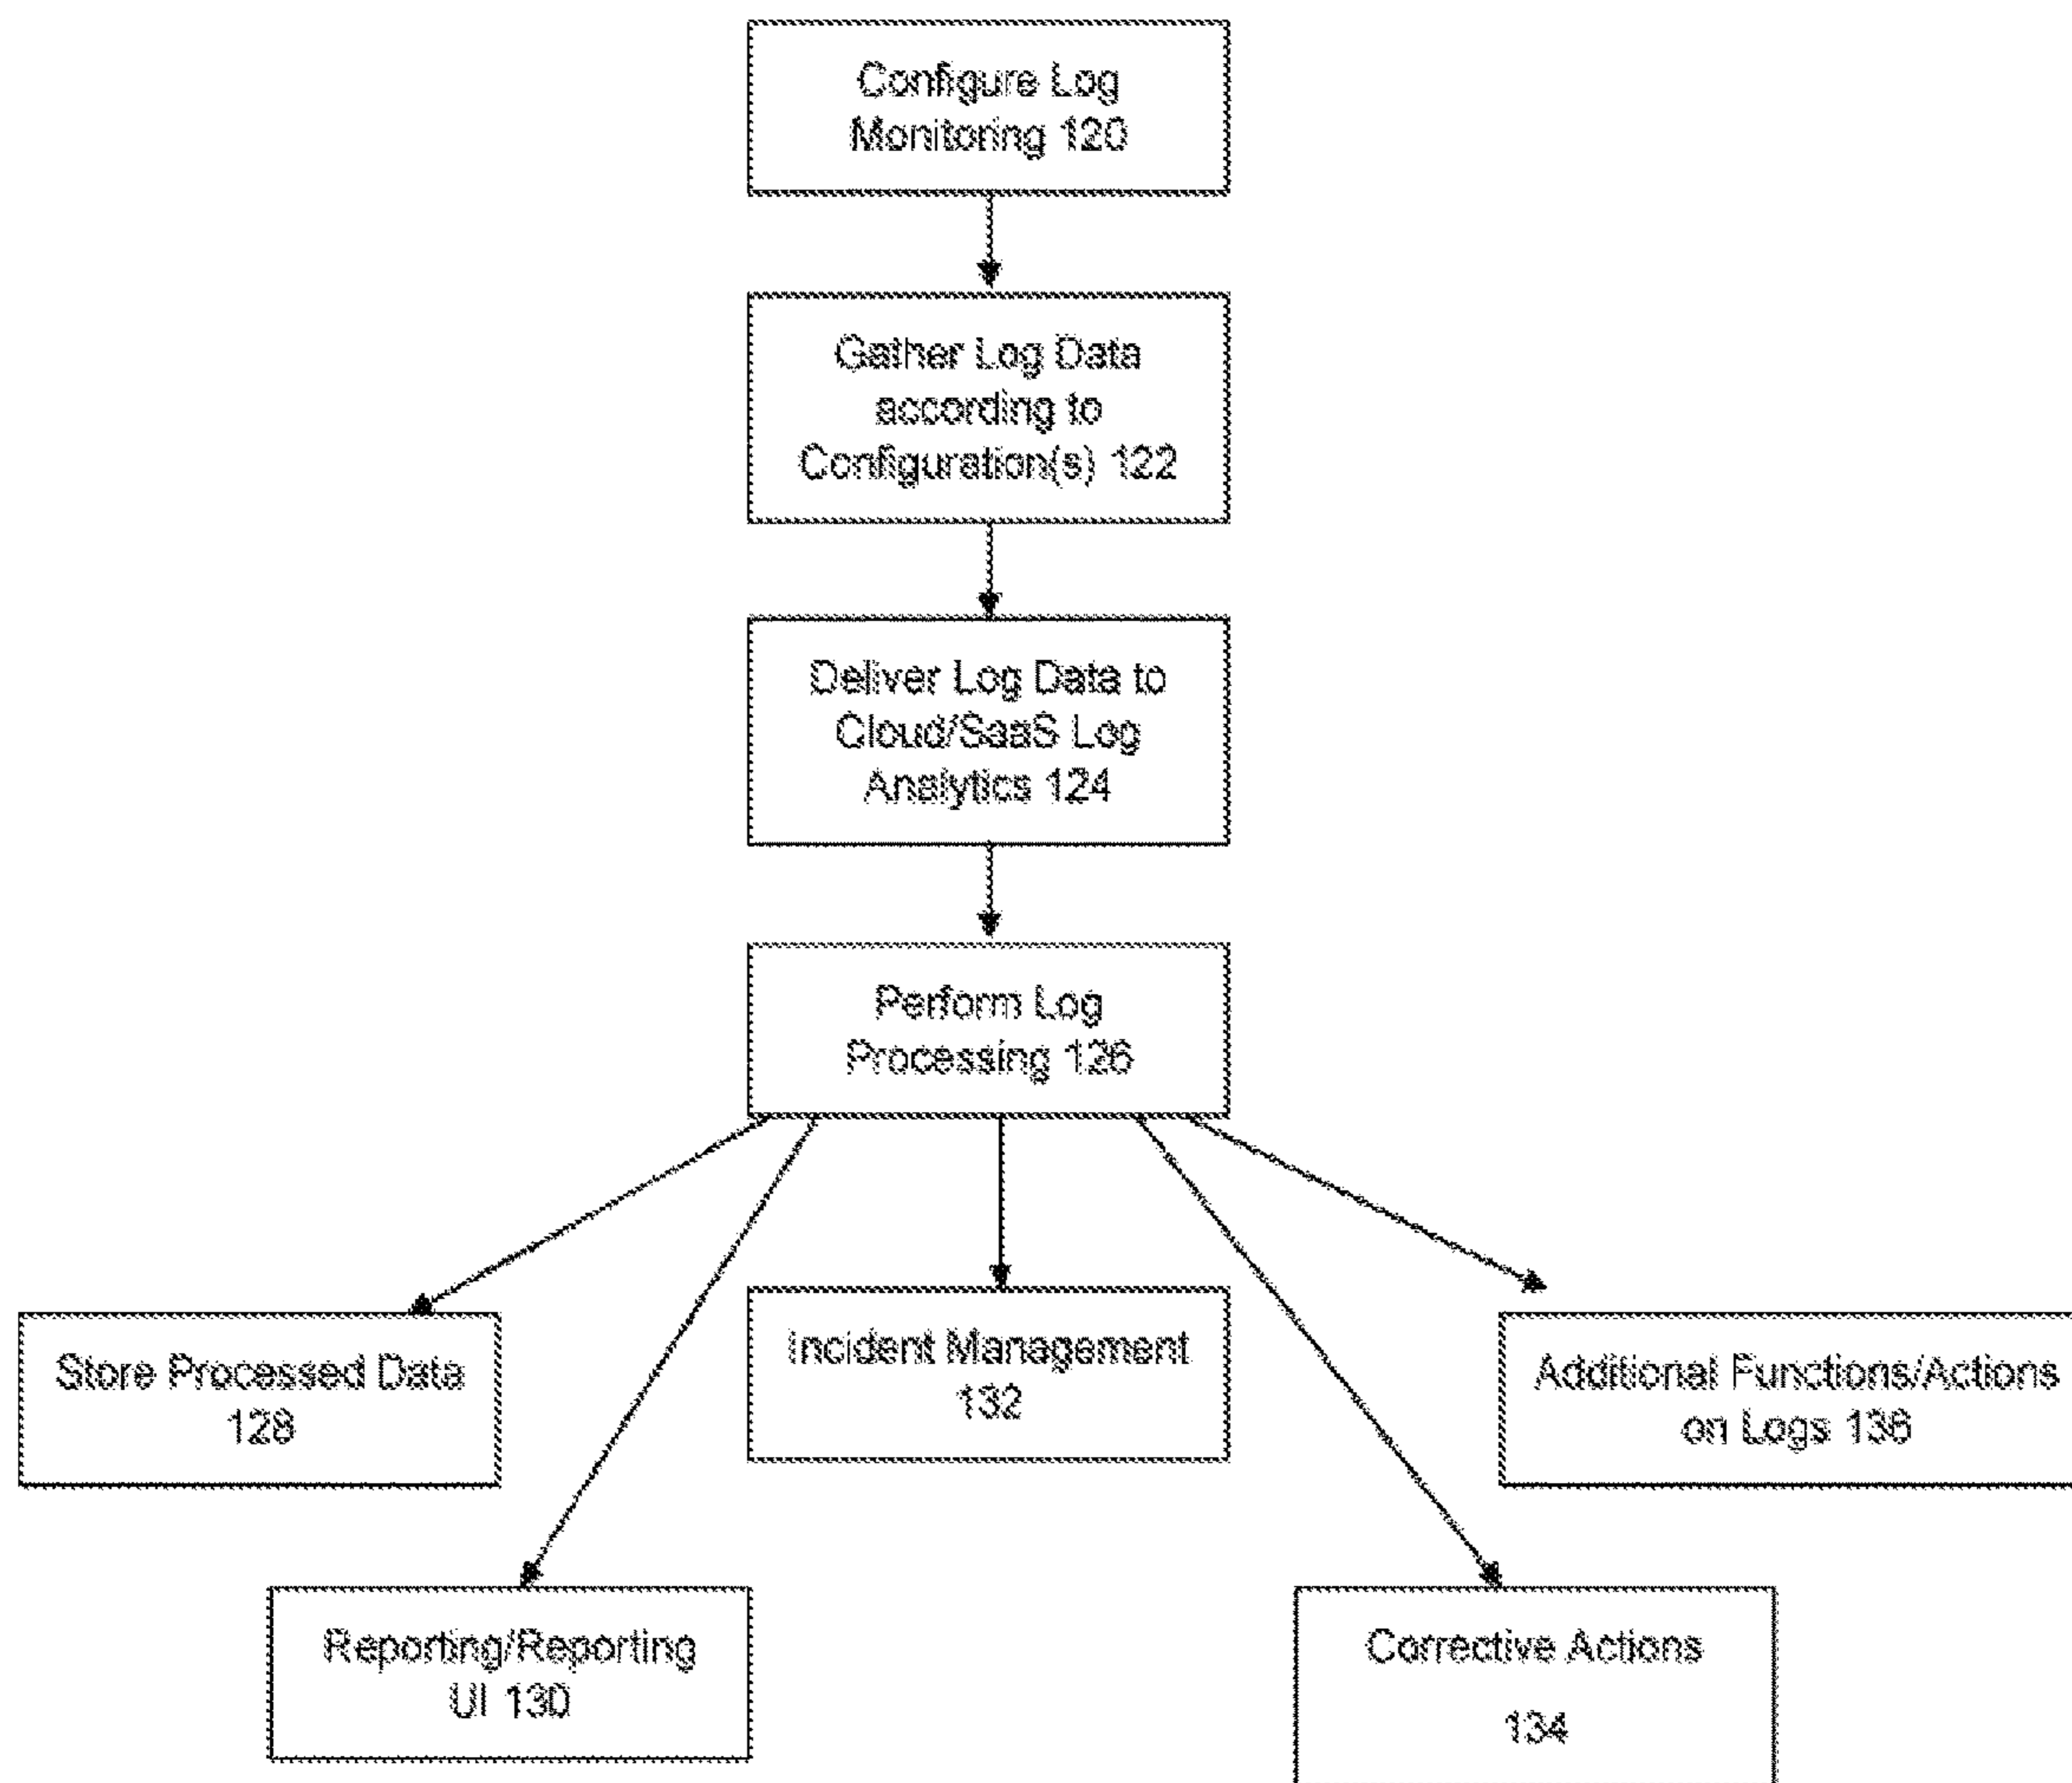 Configure Log
Monitoring 120
Gather Log Data
according to
Configuration(s) 122
Deliver Log Data to
Cloud/SaaS Log
Analytics 124
Perform Log
Processing 126
Store Processed Data
128
Incident Management
132
Additional Functions/Actions
on Logs 136
Reporting/Reporting
UI 130
Corrective Actions
134